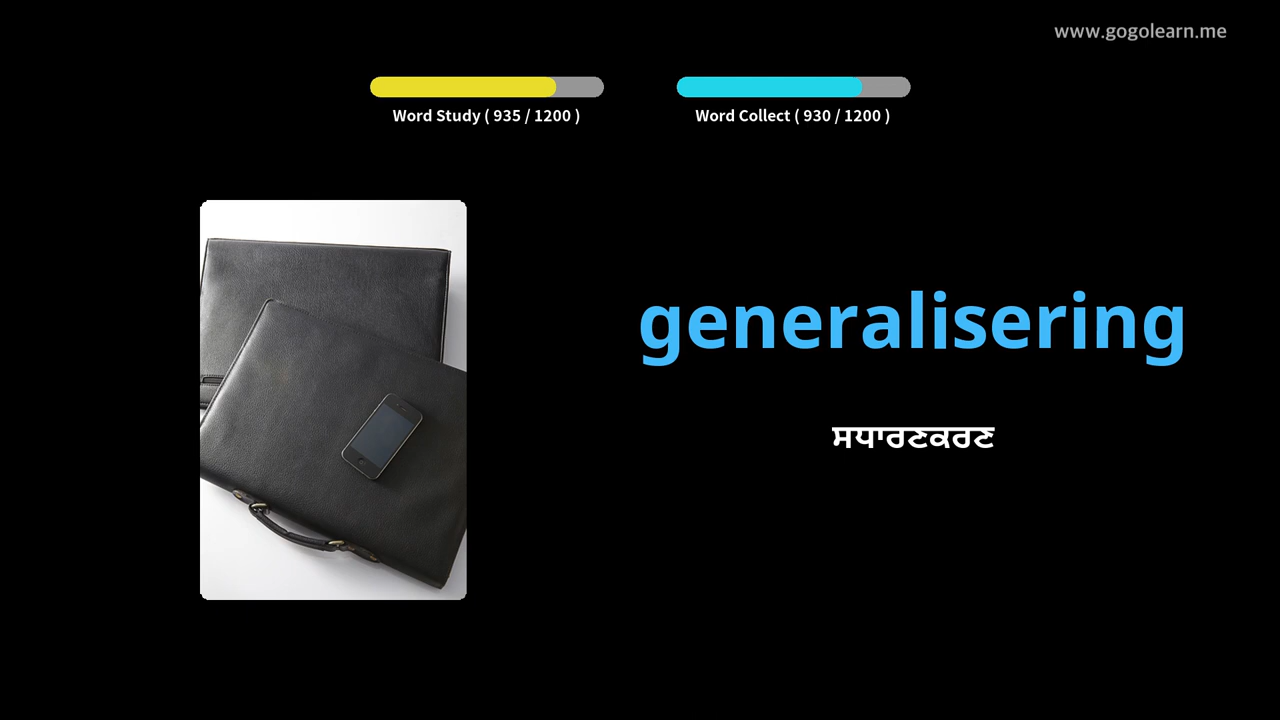 www.gogolearn.me
Word Study ( 935 / 1200 )
Word Collect ( 930 / 1200 )
generalisering
ਸਧਾਰਣਕਰਣ